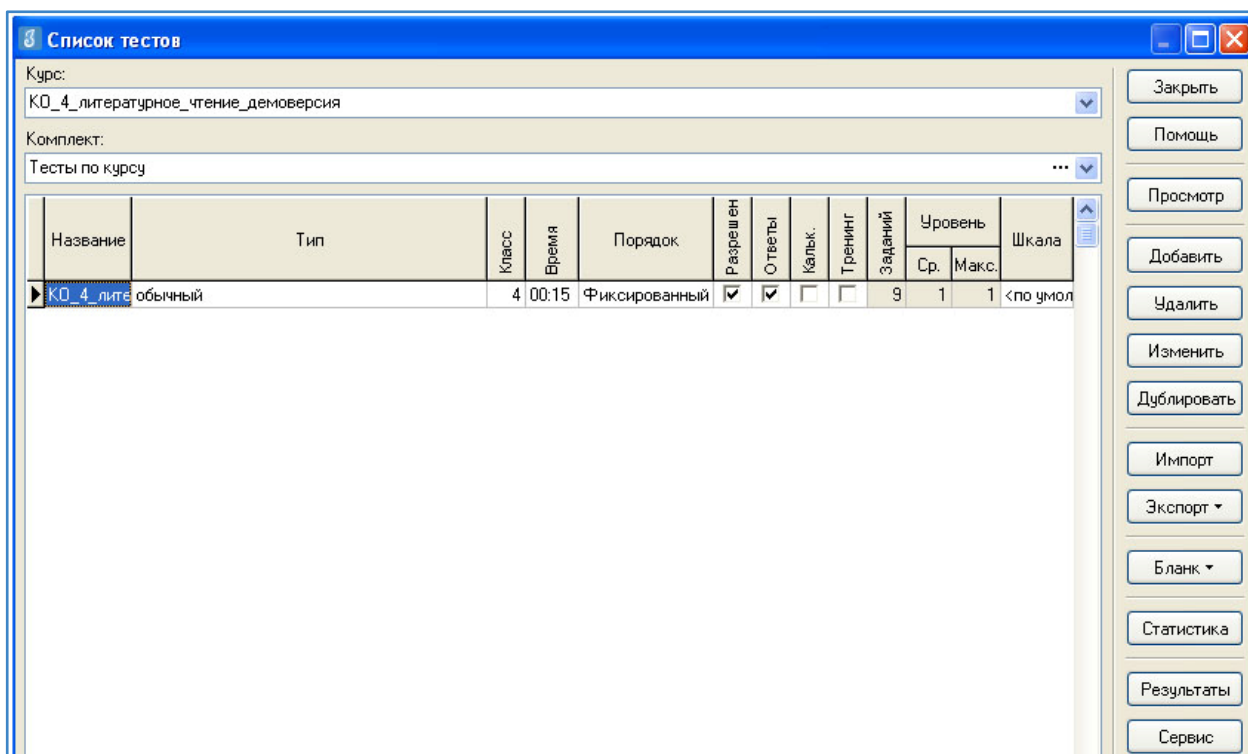 Список тестов
Курс:
КО_4_литературное_чтение_демоверсия
Комплект:
Тесты по курсу ...
Название Тип Класс Время Порядок Разрешен Ответы Кальк. Тренинг Заданий Уровень Шкала
Ср. Макс.
КО_4_лите обычный 4 00:15 Фиксированный 9 1 1 <по умол
Закрыть
Помощь
Просмотр
Добавить
Удалить
Изменить
Дублировать
Импорт
Экспорт
Бланк
Статистика
Результаты
Сервис